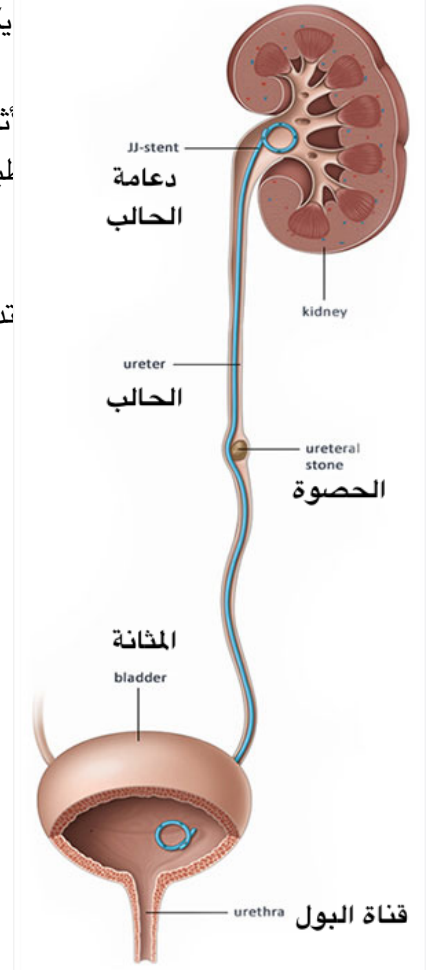 JJ-stent
دعامة
الحالب
kidney
ureter
الحالب
ureteral
stone
الحصوة
المثانة
bladder
urethra
قناة البول